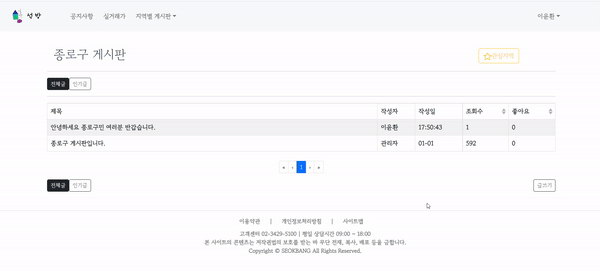 석방 공지사항 실거래가 지역별 게시판 이윤환
종로구 게시판 관심지역
전체글 인기글
제목 작성자 작성일 조회수 좋아요
안녕하세요 종로구민 여러분 반갑습니다. 이윤환 17:50:43 1 0
종로구 게시판입니다. 관리자 01-01 592 0
« ‹ 1 › »
전체글 인기글 글쓰기
이용약관 | 개인정보처리방침 | 사이트맵
고객센터 02-3429-5100 | 평일 상담시간 09:00 ~ 18:00
본 사이트의 콘텐츠는 저작권법의 보호를 받는 바 무단 전재, 복사, 배포 등을 금합니다.
Copyright © SEOKBANG All Rights Reserved.